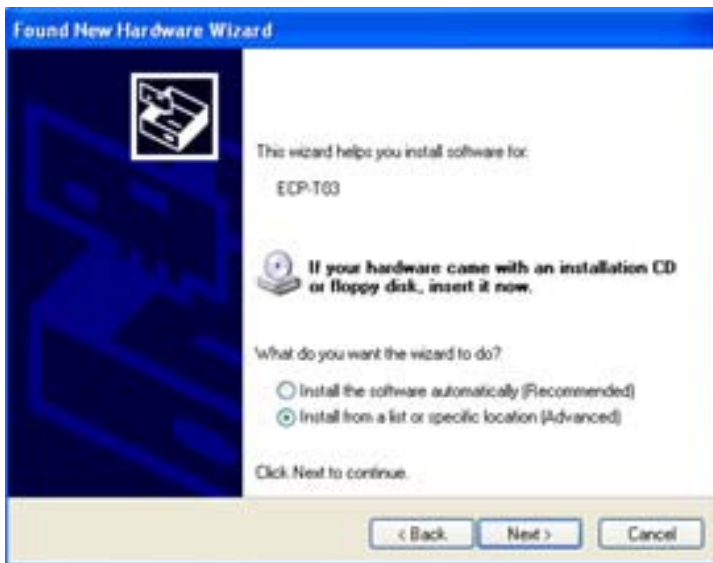 Found New Hardware Wizard
This wizard helps you install software for:
ECP-T03
If your hardware came with an installation CD
or floppy disk, insert it now.
What do you want the wizard to do?
Install the software automatically (Recommended)
Install from a list or specific location (Advanced)
Click Next to continue.
< Back Next > Cancel